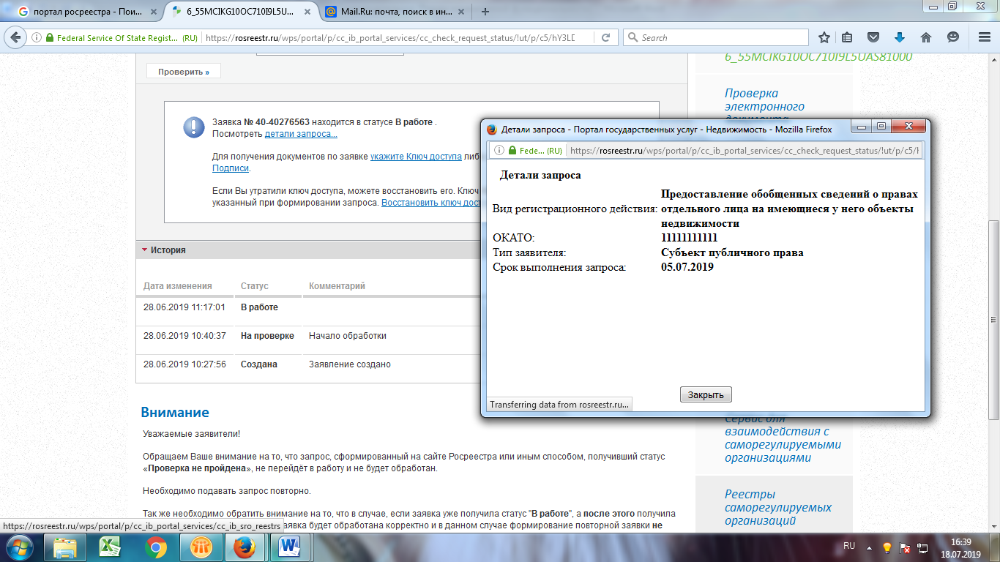 портал росреестра - Пои...
6_55MCIKG10OC710I9L5U...
Mail.Ru: почта, поиск в ин...
Federal Service Of State Regist... (RU)
https://rosreestr.ru/wps/portal/p/cc_ib_portal_services/cc_check_request_status/!ut/p/c5/hY3LD
Search
6_55MCIKG10OC710I9L5UAS81000
Проверить »
Проверка
электронного
документа
Заявка № 40-40276563 находится в статусе В работе .
Посмотреть детали запроса...
Для получения документов по заявке укажите Ключ доступа либ
Подписи.
Если Вы утратили ключ доступа, можете восстановить его. Ключ
указанный при формировании запроса. Восстановить ключ дост
История
Дата изменения Статус Комментарий
28.06.2019 11:17:01 В работе
28.06.2019 10:40:37 На проверке Начало обработки
28.06.2019 10:27:56 Создана Заявление создано
Детали запроса - Портал государственных услуг - Недвижимость - Mozilla Firefox
Fede... (RU)
https://rosreestr.ru/wps/portal/p/cc_ib_portal_services/cc_check_request_status/!ut/p/c5/h
Детали запроса
Вид регистрационного действия: Предоставление обобщенных сведений о правах
отдельного лица на имеющиеся у него объекты
недвижимости
ОКАТО: 11111111111
Тип заявителя: Субъект публичного права
Срок выполнения запроса: 05.07.2019
Закрыть
Transferring data from rosreestr.ru...
Сервис для
взаимодействия с
саморегулируемыми
организациями
Реестры
саморегулируемых
организаций
Внимание
Уважаемые заявители!
Обращаем Ваше внимание на то, что запрос, сформированный на сайте Росреестра или иным способом, получивший статус
«Проверка не пройдена», не перейдёт в работу и не будет обработан.
Необходимо подавать запрос повторно.
Так же необходимо обратить внимание на то, что в случае, если заявка уже получила статус "В работе", а после этого получила
аявка будет обработана корректно и в данном случае формирование повторной заявки не
https://rosreestr.ru/wps/portal/p/cc_ib_portal_services/cc_ib_sro_reestrs
RU
16:39
18.07.2019